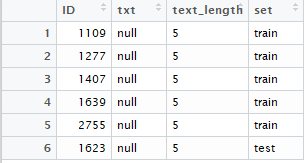 ID txt text_length set
1 1109 null 5 train
2 1277 null 5 train
3 1407 null 5 train
4 1639 null 5 train
5 2755 null 5 train
6 1623 null 5 test